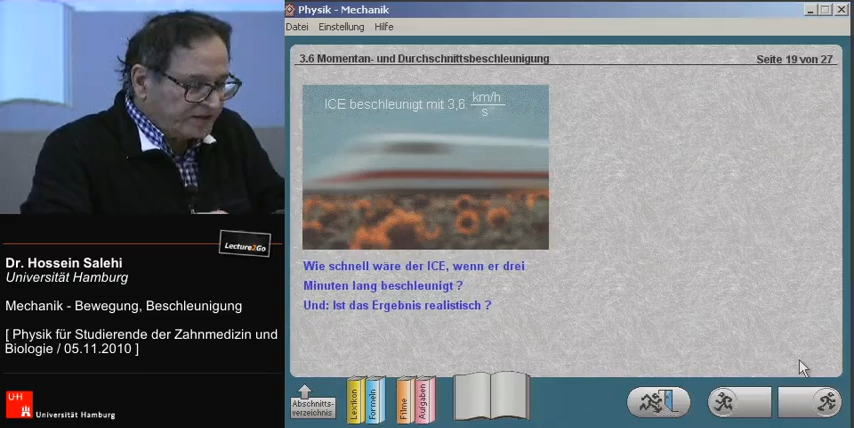 Physik - Mechanik
Datei Einstellung Hilfe
3.6 Momentan- und Durchschnittsbeschleunigung
Seite 19 von 27
ICE beschleunigt mit 3,6 km/h
s
Wie schnell wäre der ICE, wenn er drei
Minuten lang beschleunigt ?
Und: Ist das Ergebnis realistisch ?
Lecture2Go
Dr. Hossein Salehi
Universität Hamburg
Mechanik - Bewegung, Beschleunigung
[ Physik für Studierende der Zahnmedizin und
Biologie / 05.11.2010 ]
UH
Universität Hamburg
Abschnitts-
verzeichnis
Lexikon
Formeln
Filme
Aufgaben